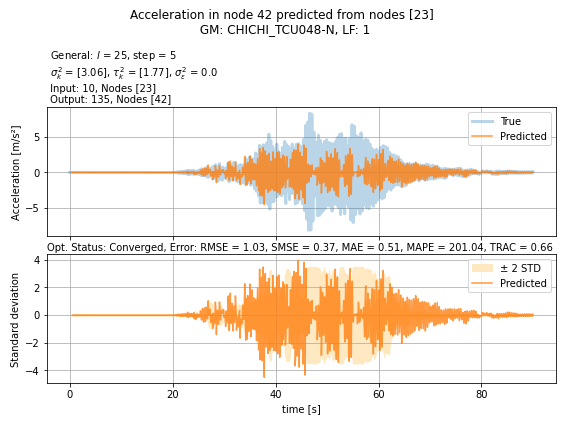 Acceleration in node 42 predicted from nodes [23]
GM: CHICHI_TCU048-N, LF: 1
General: l = 25, step = 5
σ²ₖ = [3.06], τ²ₖ = [1.77], σ²_ε = 0.0
Input: 10, Nodes [23]
Output: 135, Nodes [42]
True
Predicted
Acceleration [m/s²]
5
0
−5
Opt. Status: Converged, Error: RMSE = 1.03, SMSE = 0.37, MAE = 0.51, MAPE = 201.04, TRAC = 0.66
± 2 STD
Predicted
Standard deviation
4
2
0
−2
−4
0 20 40 60 80
time [s]